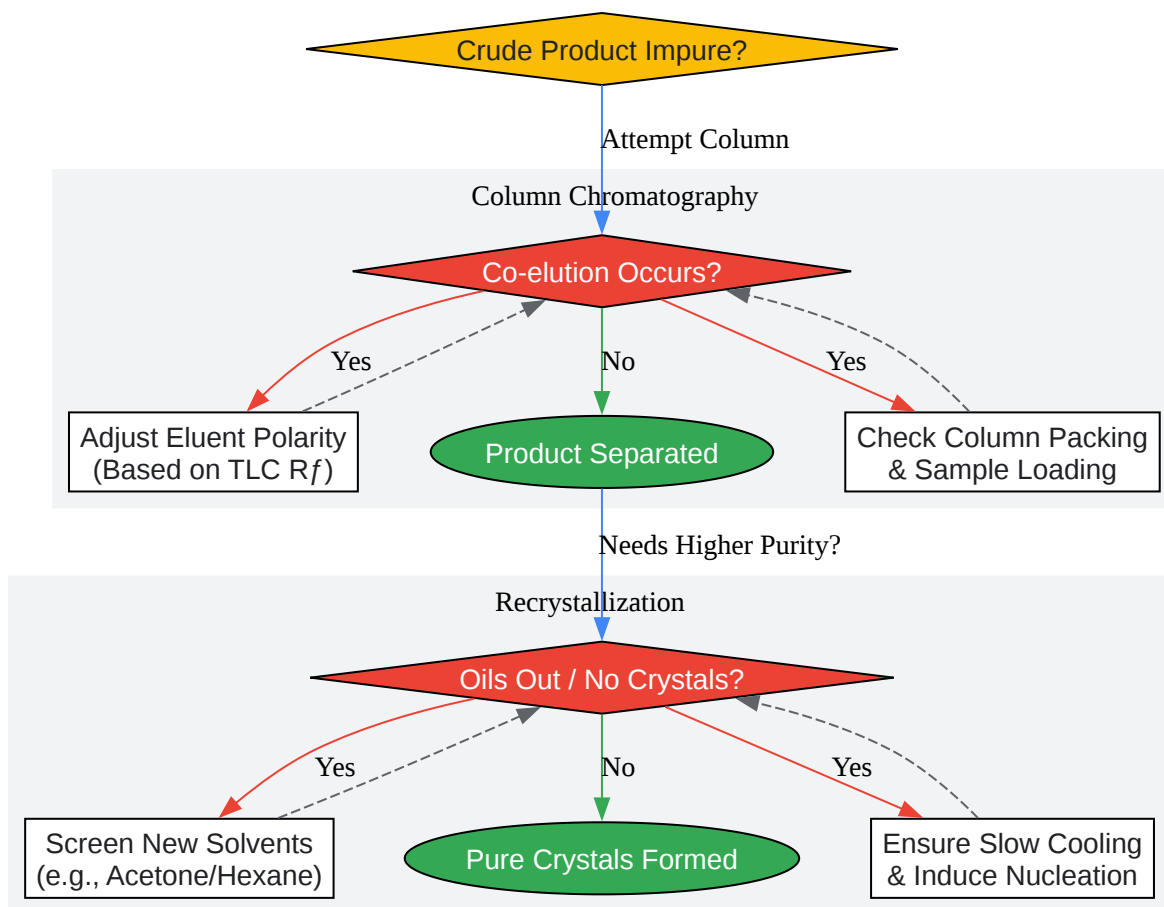 Crude Product Impure?
Attempt Column
Column Chromatography
Co-elution Occurs?
Yes
No
Yes
Adjust Eluent Polarity
(Based on TLC Rƒ)
Product Separated
Check Column Packing
& Sample Loading
Needs Higher Purity?
Recrystallization
Oils Out / No Crystals?
Yes
No
Yes
Screen New Solvents
(e.g., Acetone/Hexane)
Pure Crystals Formed
Ensure Slow Cooling
& Induce Nucleation